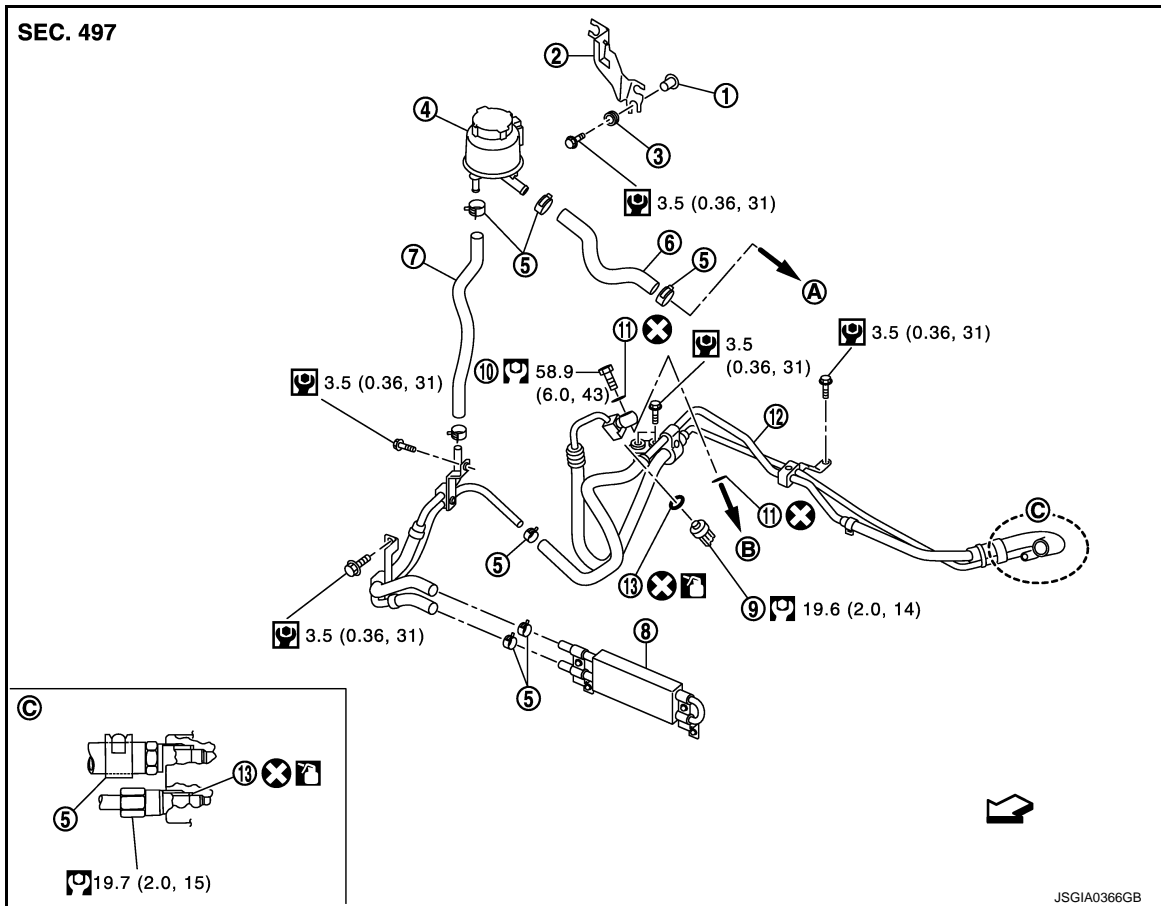 SEC. 497
2
1
4
3
3.5 (0.36, 31)
5
6
7
5
A
11
3.5
(0.36, 31)
3.5 (0.36, 31)
10
58.9
(6.0, 43)
3.5 (0.36, 31)
12
C
11
5
B
13
9
19.6 (2.0, 14)
3.5 (0.36, 31)
8
5
C
13
5
19.7 (2.0, 15)
JSGIA0366GB